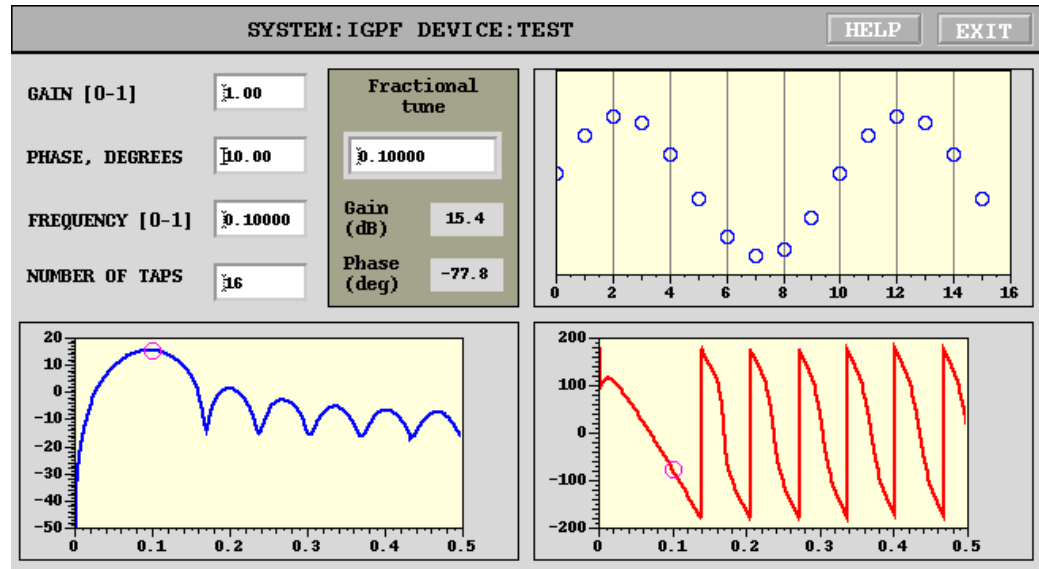 SYSTEM:IGPF DEVICE:TEST
HELP
EXIT
GAIN [0-1]
1.00
PHASE, DEGREES
10.00
FREQUENCY [0-1]
0.10000
NUMBER OF TAPS
16
Fractional
tune
0.10000
Gain
(dB)
15.4
Phase
(deg)
-77.8
0 2 4 6 8 10 12 14 16
20
10
0
-10
-20
-30
-40
-50
0 0.1 0.2 0.3 0.4 0.5
200
100
0
-100
-200
0 0.1 0.2 0.3 0.4 0.5